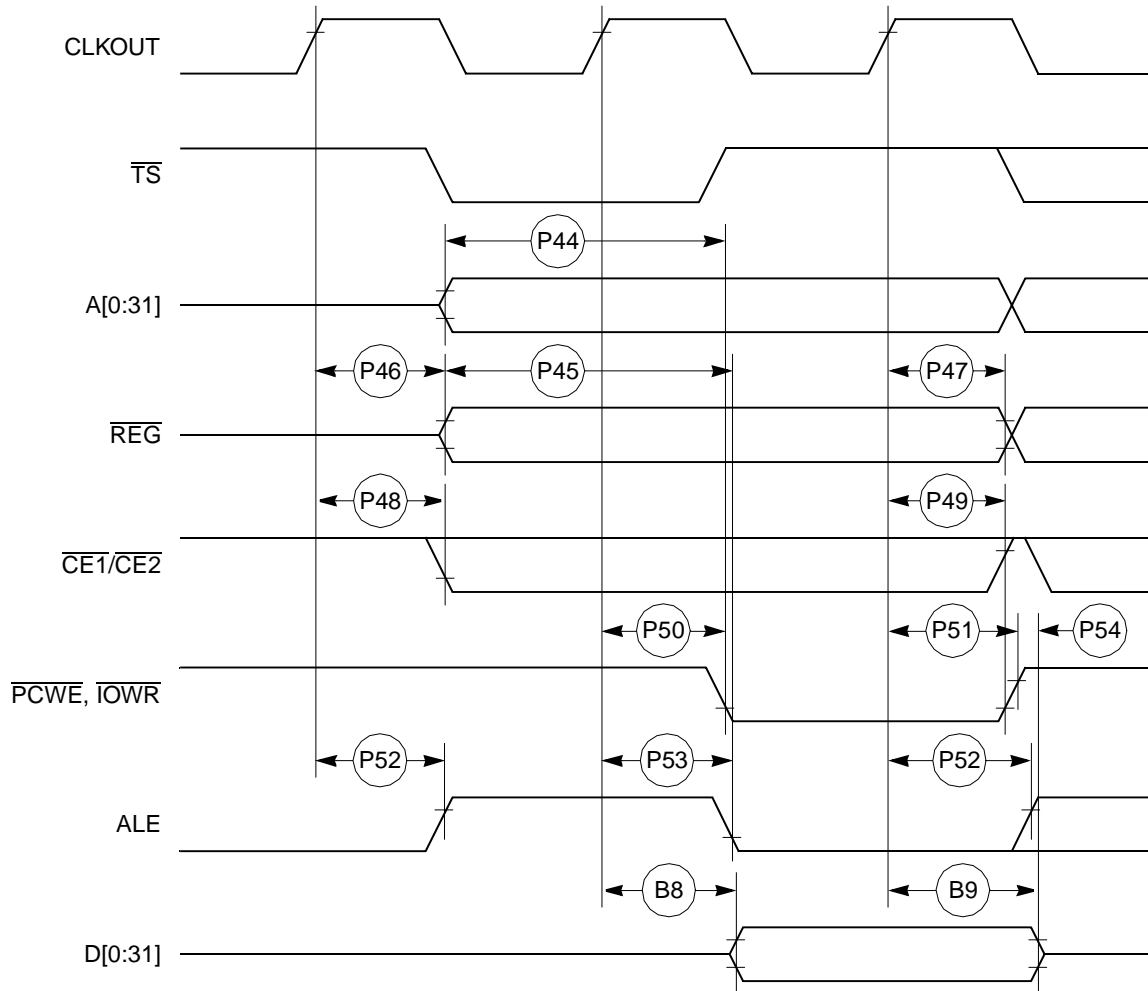 CLKOUT
TS
P44
A[0:31]
P46 P45 P47
REG
P48 P49
CE1/CE2
P50 P51 P54
PCWE, IOWR
P52 P53 P52
ALE
B8 B9
D[0:31]